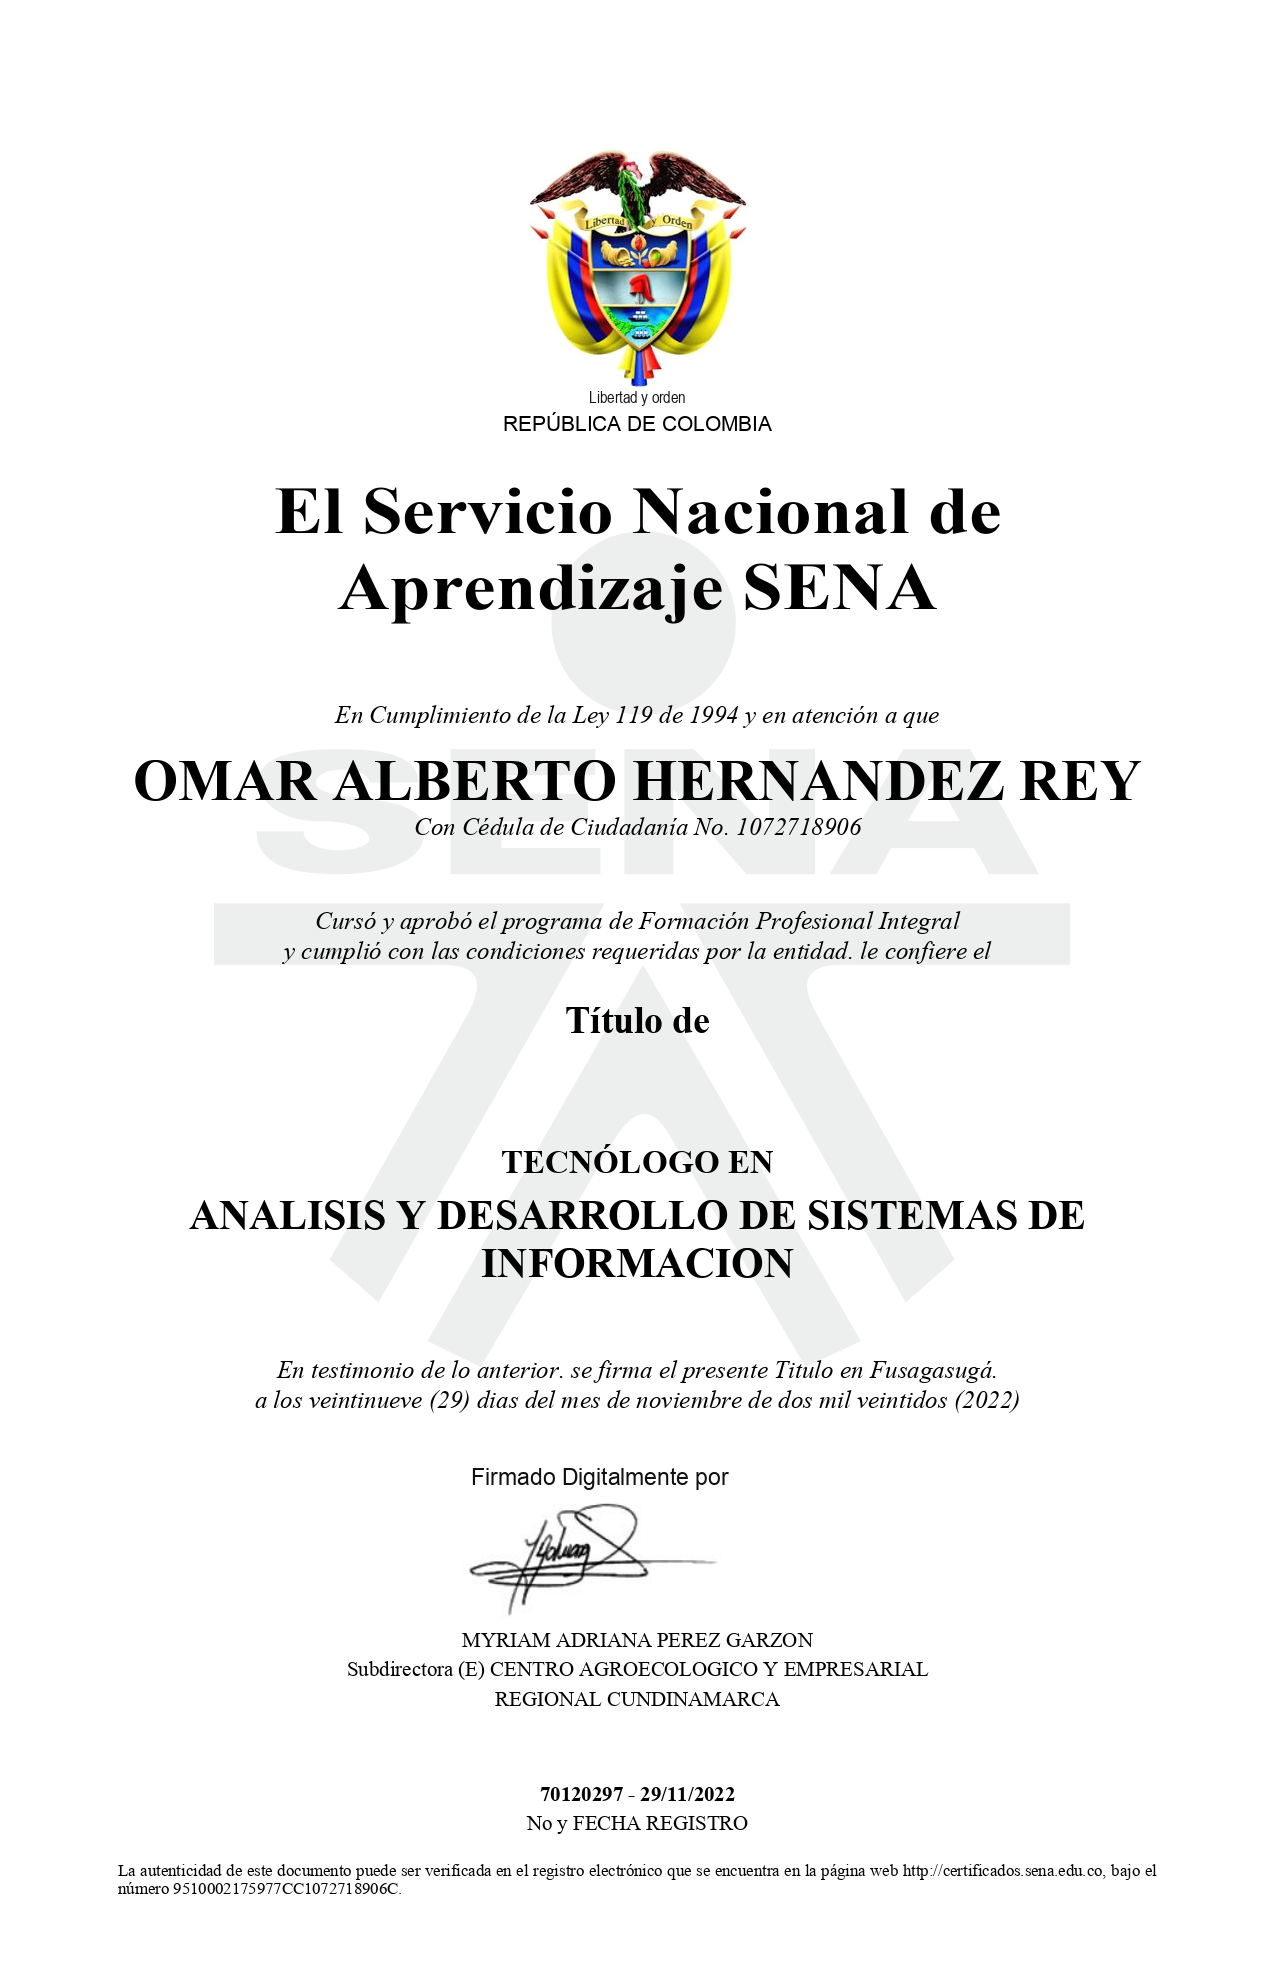 Libertad y Orden
Libertad y orden
REPÚBLICA DE COLOMBIA
El Servicio Nacional de
Aprendizaje SENA
En Cumplimiento de la Ley 119 de 1994 y en atención a que
SENA
OMAR ALBERTO HERNANDEZ REY
Con Cédula de Ciudadanía No. 1072718906
Cursó y aprobó el programa de Formación Profesional Integral
y cumplió con las condiciones requeridas por la entidad. le confiere el
Título de
TECNÓLOGO EN
ANALISIS Y DESARROLLO DE SISTEMAS DE
INFORMACION
En testimonio de lo anterior. se firma el presente Titulo en Fusagasugá.
a los veintinueve (29) dias del mes de noviembre de dos mil veintidos (2022)
Firmado Digitalmente por
MYRIAM ADRIANA PEREZ GARZON
Subdirectora (E) CENTRO AGROECOLOGICO Y EMPRESARIAL
REGIONAL CUNDINAMARCA
70120297 - 29/11/2022
No y FECHA REGISTRO
La autenticidad de este documento puede ser verificada en el registro electrónico que se encuentra en la página web http://certificados.sena.edu.co, bajo el
número 9510002175977CC1072718906C.